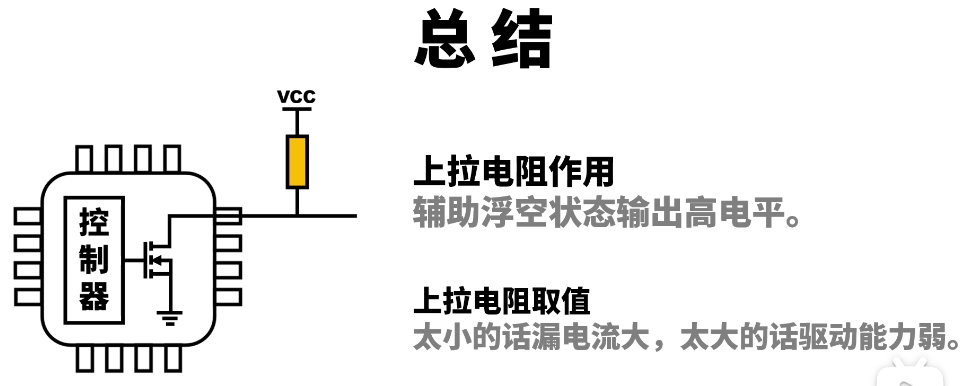 总结
VCC
控
制
器
上拉电阻作用
辅助浮空状态输出高电平。
上拉电阻取值
太小的话漏电流大，太大的话驱动能力弱。